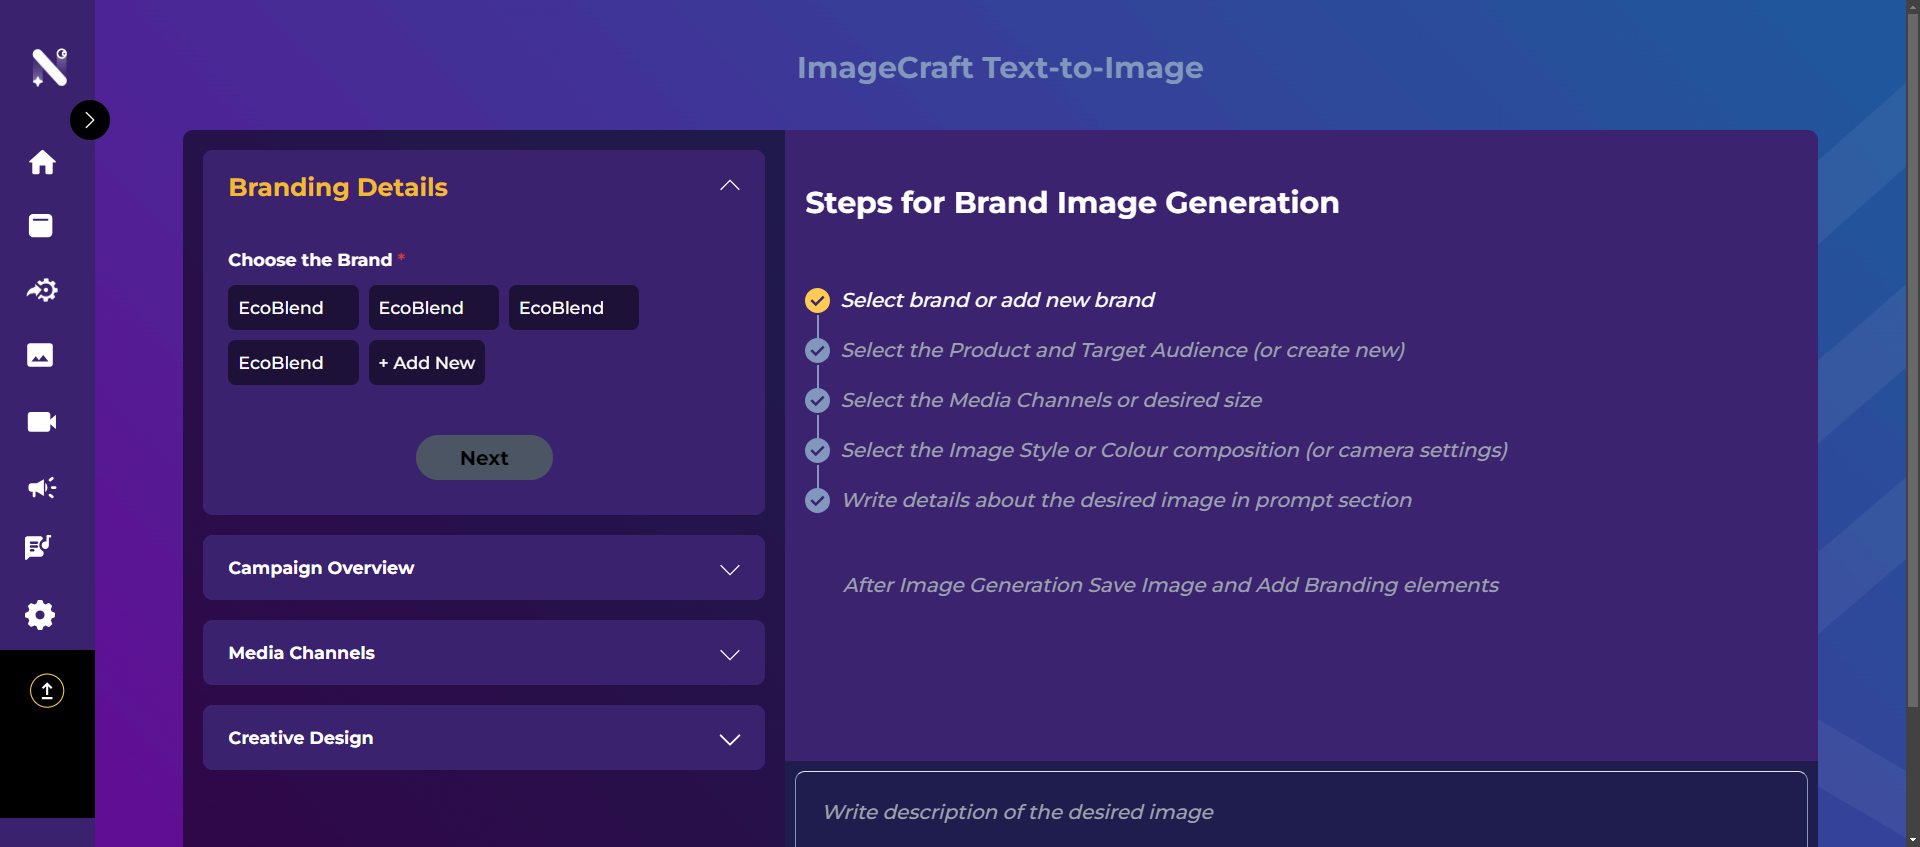 ImageCraft Text-to-Image
Branding Details
Choose the Brand *
EcoBlend EcoBlend EcoBlend
EcoBlend + Add New
Next
Campaign Overview
Media Channels
Creative Design
Steps for Brand Image Generation
Select brand or add new brand
Select the Product and Target Audience (or create new)
Select the Media Channels or desired size
Select the Image Style or Colour composition (or camera settings)
Write details about the desired image in prompt section
After Image Generation Save Image and Add Branding elements
Write description of the desired image